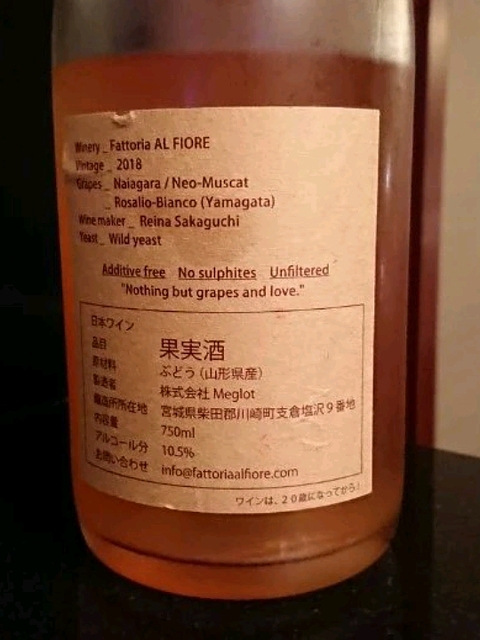 Winery _ Fattoria AL FIORE
Vintage _ 2018
Grapes _ Naiagara / Neo-Muscat
_ Rosalio-Bianco (Yamagata)
Wine maker _ Reina Sakaguchi
Yeast _ Wild yeast
Additive free No sulphites Unfiltered
"Nothing but grapes and love."
日本ワイン
品目 果実酒
原材料 ぶどう（山形県産）
製造者 株式会社 Meglot
醸造所所在地 宮城県柴田郡川崎町支倉塩沢９番地
内容量 750ml
アルコール分 10.5%
お問い合わせ info@fattoriaalfiore.com
ワインは、２０歳になってから」